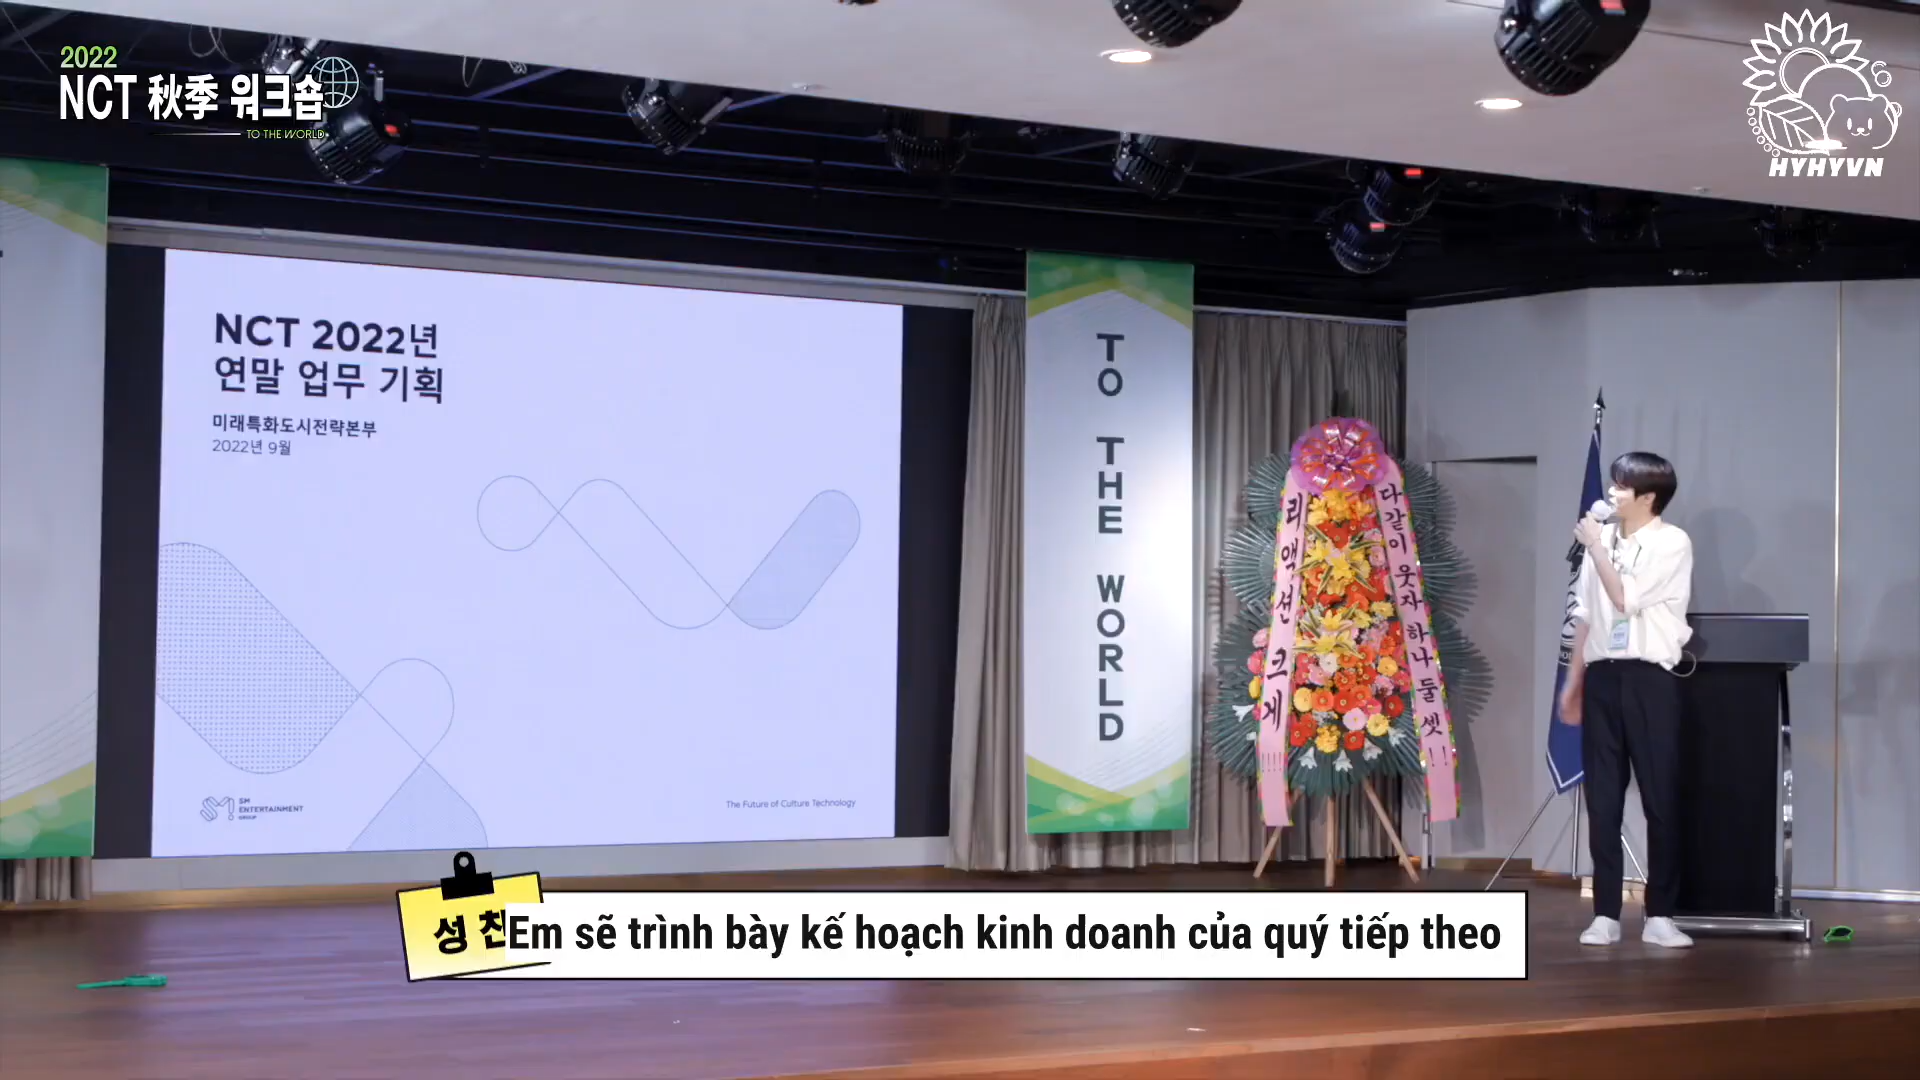 2022
NCT 秋季 워크숍
TO THE WORLD
HYHYVN
NCT 2022년
연말 업무 기획
미래특화도시전략본부
2022년 9월
SM
ENTERTAINMENT
GROUP
The Future of Culture Technology
TO THE WORLD
리액션 크게 !!!!
다같이 웃자 하나 둘 셋!!
성찬
Em sẽ trình bày kế hoạch kinh doanh của quý tiếp theo